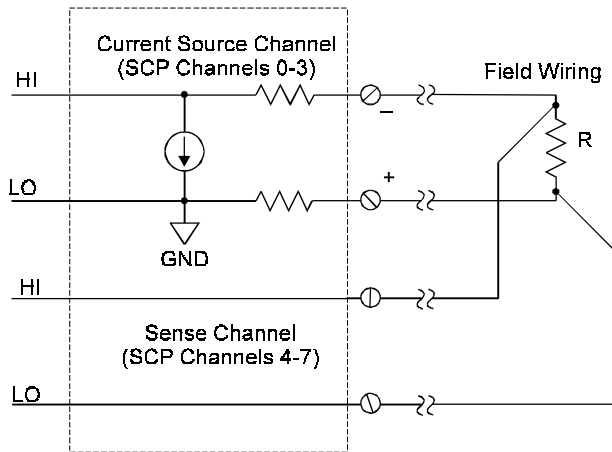 Current Source Channel
(SCP Channels 0-3)
HI
Field Wiring
–
R
+
LO
GND
HI
Sense Channel
(SCP Channels 4-7)
LO